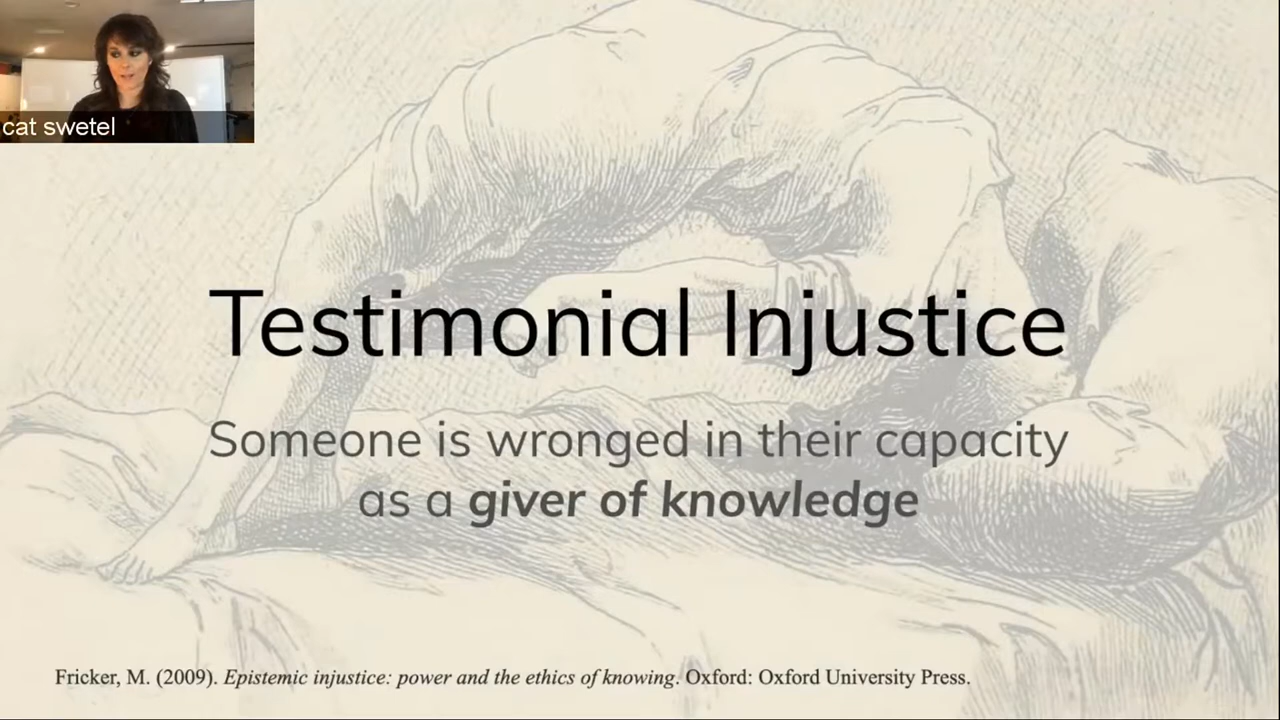 cat swetel
Testimonial Injustice
Someone is wronged in their capacity
as a giver of knowledge
Fricker, M. (2009). Epistemic injustice: power and the ethics of knowing. Oxford: Oxford University Press.